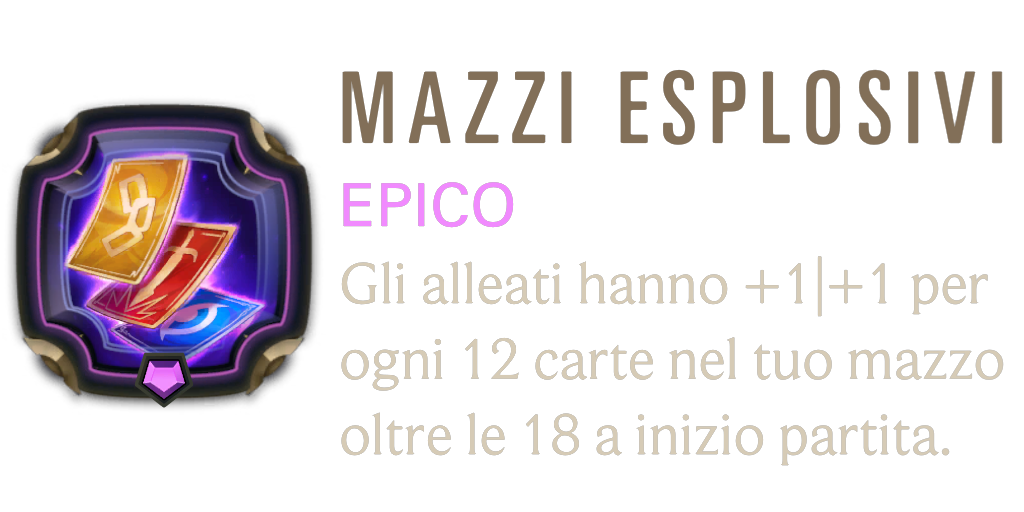 MAZZI ESPLOSIVI
EPICO
Gli alleati hanno +1|+1 per
ogni 12 carte nel tuo mazzo
oltre le 18 a inizio partita.